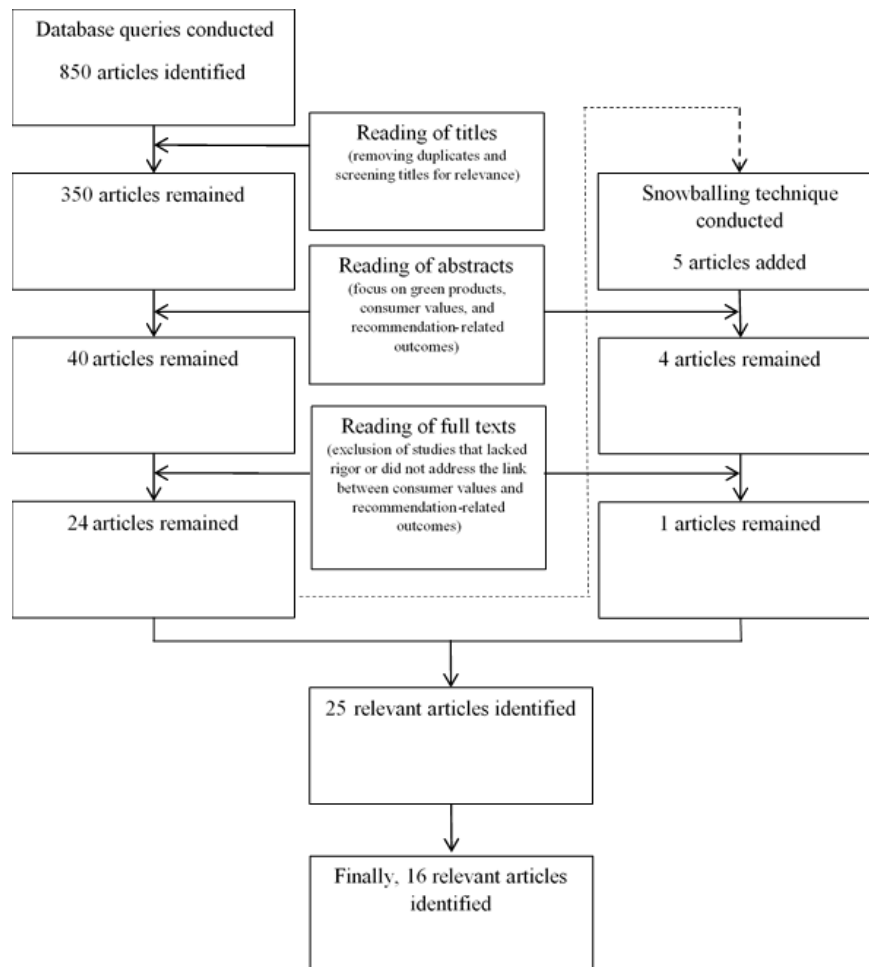 Database queries conducted
850 articles identified
Reading of titles
(removing duplicates and
screening titles for relevance)
350 articles remained
Snowballing technique
conducted
5 articles added
Reading of abstracts
(focus on green products,
consumer values, and
recommendation-related
outcomes)
40 articles remained
4 articles remained
Reading of full texts
(exclusion of studies that lacked
rigor or did not address the link
between consumer values and
recommendation-related
outcomes)
24 articles remained
1 articles remained
25 relevant articles identified
Finally, 16 relevant articles
identified